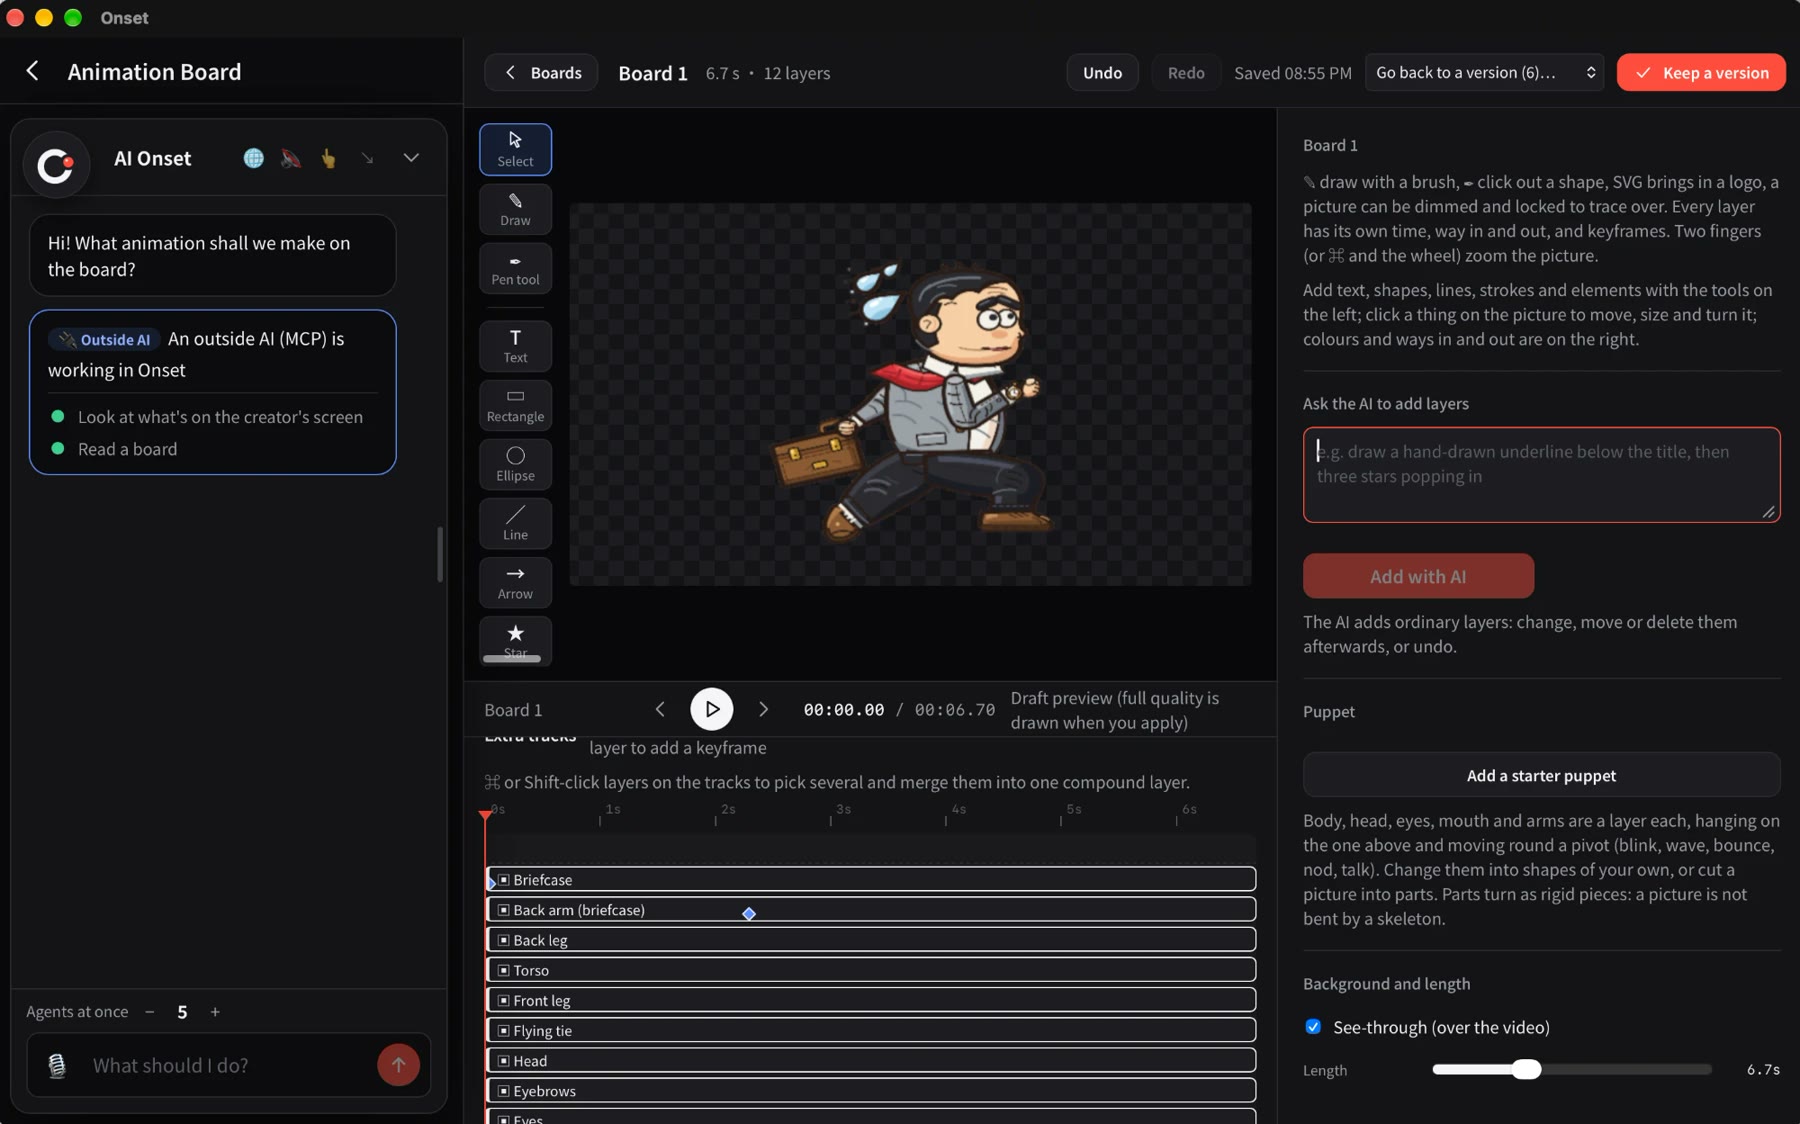 Onset
Animation Board
Boards
Board 1
6.7 s • 12 layers
Undo
Redo
Saved 08:55 PM
Go back to a version (6)...
Keep a version
AI Onset
Hi! What animation shall we make on
the board?
Outside AI An outside AI (MCP) is
working in Onset
Look at what's on the creator's screen
Read a board
Agents at once − 5 +
What should I do?
Select
Draw
Pen tool
Text
Rectangle
Ellipse
Line
Arrow
Star
Board 1
00:00.00 / 00:06.70
Draft preview (full quality is
drawn when you apply)
Extra tracks
layer to add a keyframe
⌘ or Shift-click layers on the tracks to pick several and merge them into one compound layer.
0s 1s 2s 3s 4s 5s 6s
Briefcase
Back arm (briefcase)
Back leg
Torso
Front leg
Flying tie
Head
Eyebrows
Eyes
Board 1
✎ draw with a brush, ✒ click out a shape, SVG brings in a logo, a
picture can be dimmed and locked to trace over. Every layer
has its own time, way in and out, and keyframes. Two fingers
(or ⌘ and the wheel) zoom the picture.
Add text, shapes, lines, strokes and elements with the tools on
the left; click a thing on the picture to move, size and turn it;
colours and ways in and out are on the right.
Ask the AI to add layers
e.g. draw a hand-drawn underline below the title, then
three stars popping in
Add with AI
The AI adds ordinary layers: change, move or delete them
afterwards, or undo.
Puppet
Add a starter puppet
Body, head, eyes, mouth and arms are a layer each, hanging on
the one above and moving round a pivot (blink, wave, bounce,
nod, talk). Change them into shapes of your own, or cut a
picture into parts. Parts turn as rigid pieces: a picture is not
bent by a skeleton.
Background and length
See-through (over the video)
Length
6.7s